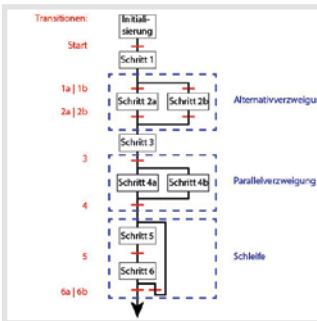 Transitionen:
Initiali-
sierung
Start
Schritt 1
1a | 1b
Schritt 2a
Schritt 2b
Alternativverzweigu
2a | 2b
Schritt 3
3
Schritt 4a
Schritt 4b
Parallelverzweigung
4
Schritt 5
5
Schleife
Schritt 6
6a | 6b